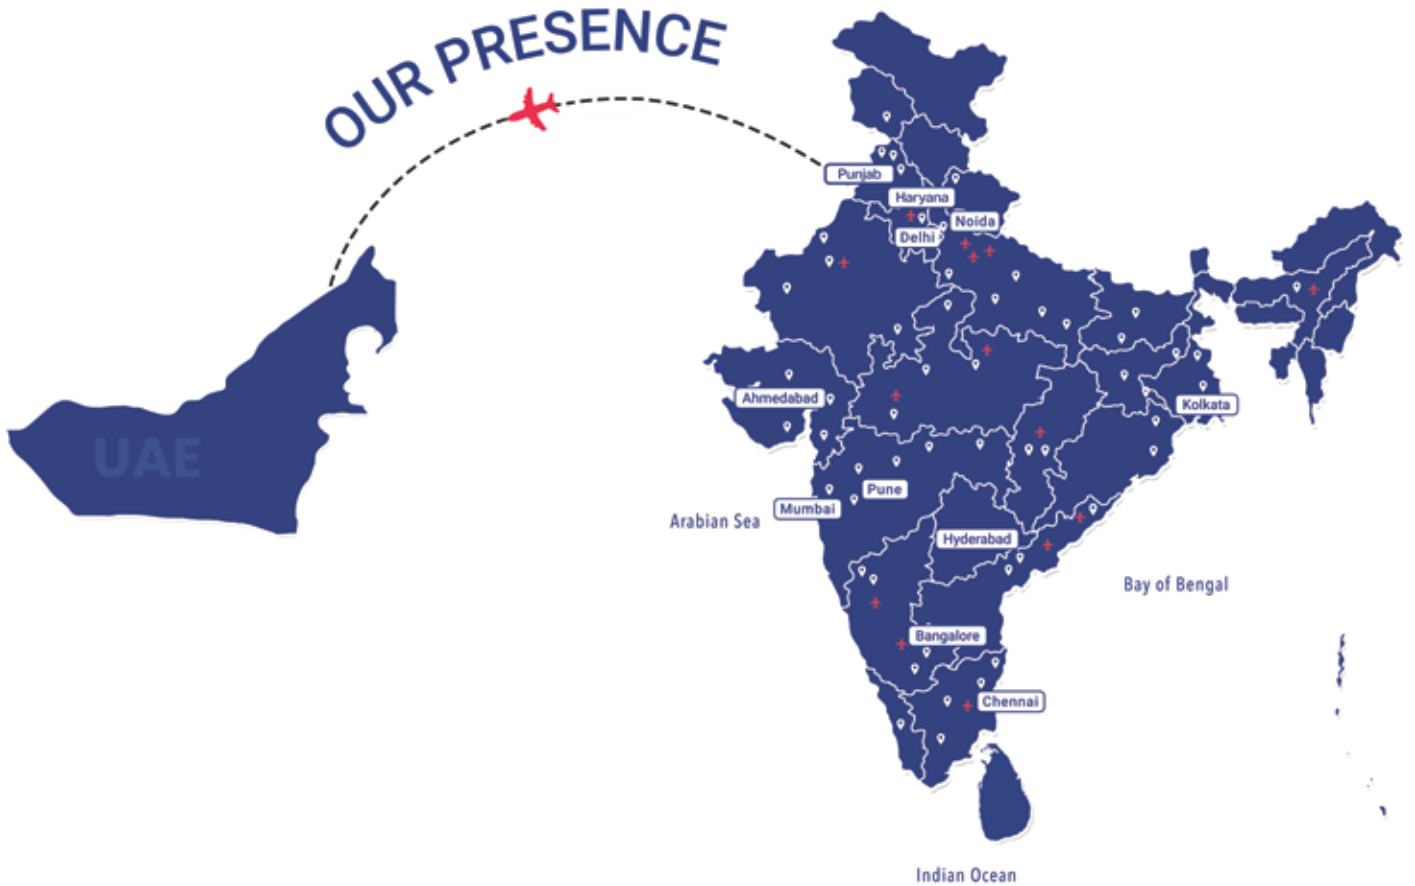 OUR PRESENCE
Punjab
Haryana
Noida
Delhi
Ahmedabad
Kolkata
UAE
Pune
Mumbai
Arabian Sea
Hyderabad
Bay of Bengal
Bangalore
Chennai
Indian Ocean